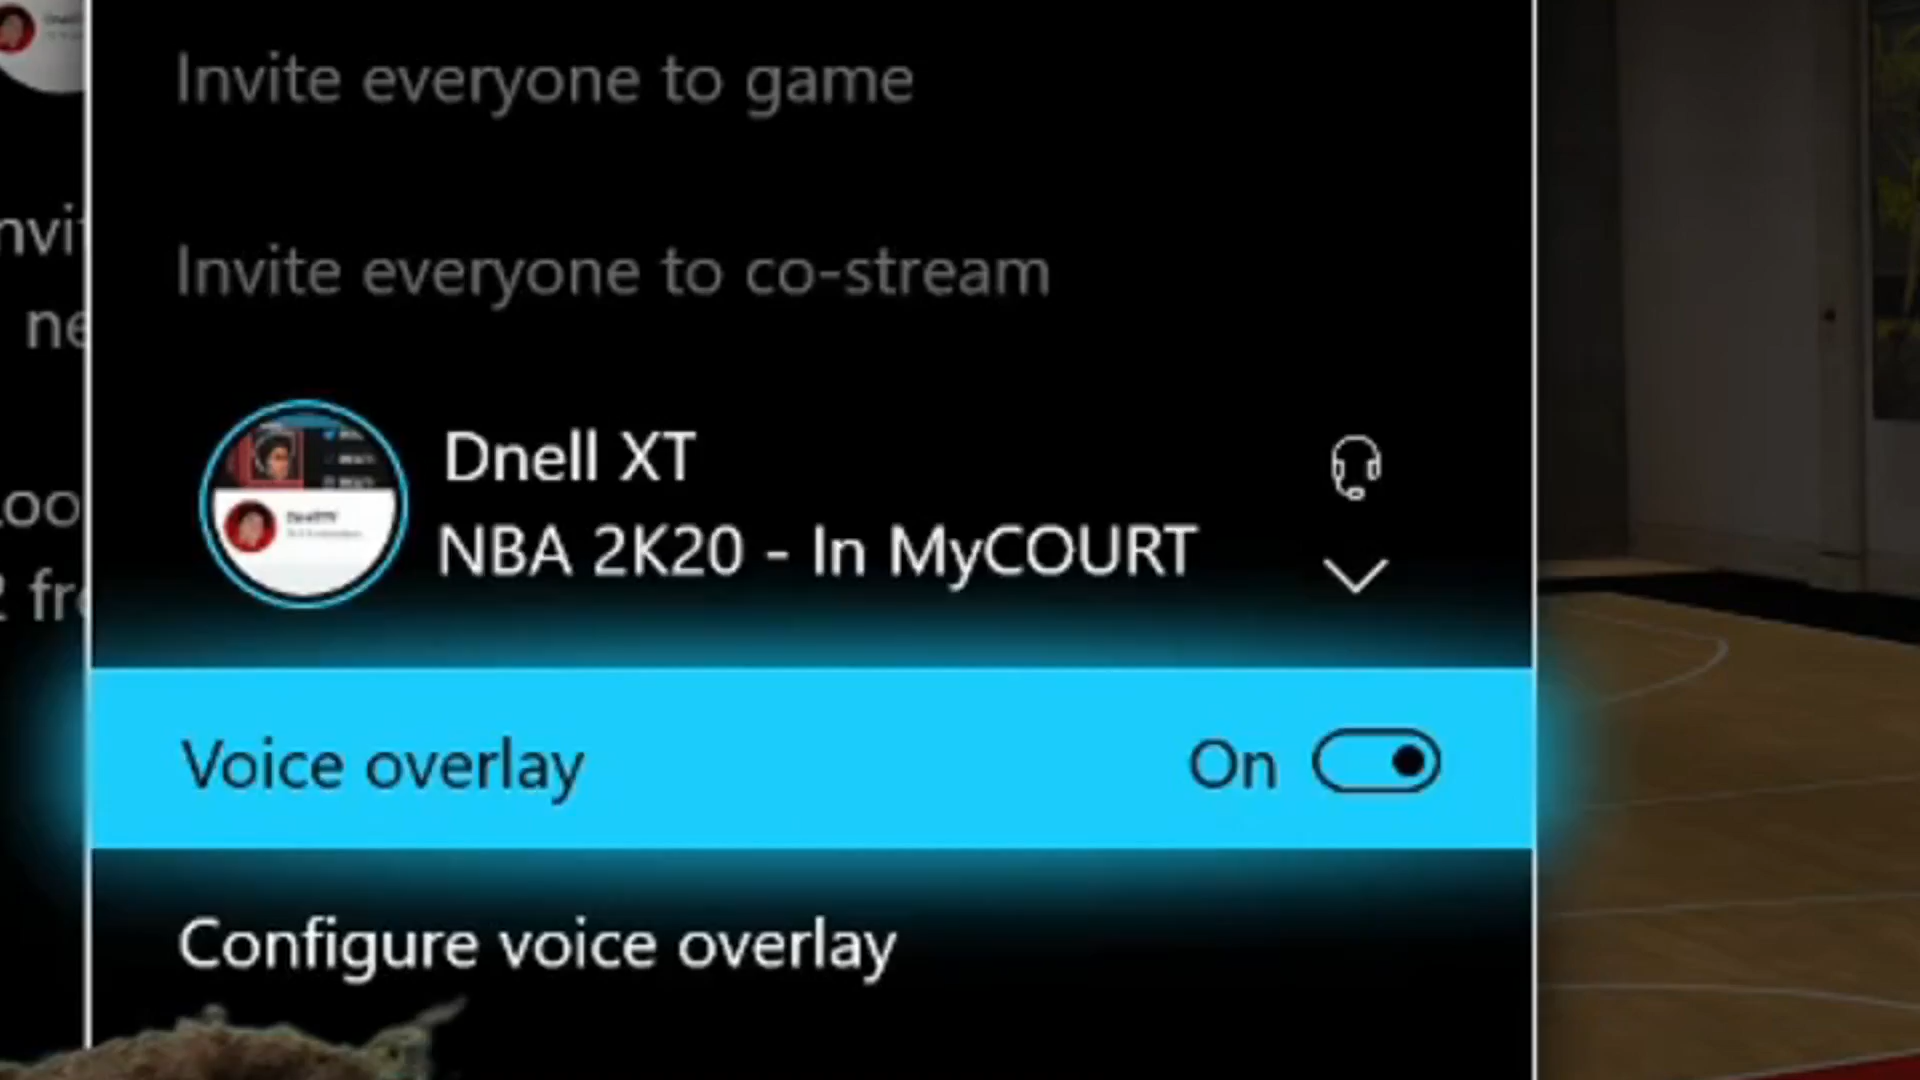 Invite everyone to game
Invite everyone to co-stream
Dnell XT
NBA 2K20 - In MyCOURT
Voice overlay On
Configure voice overlay